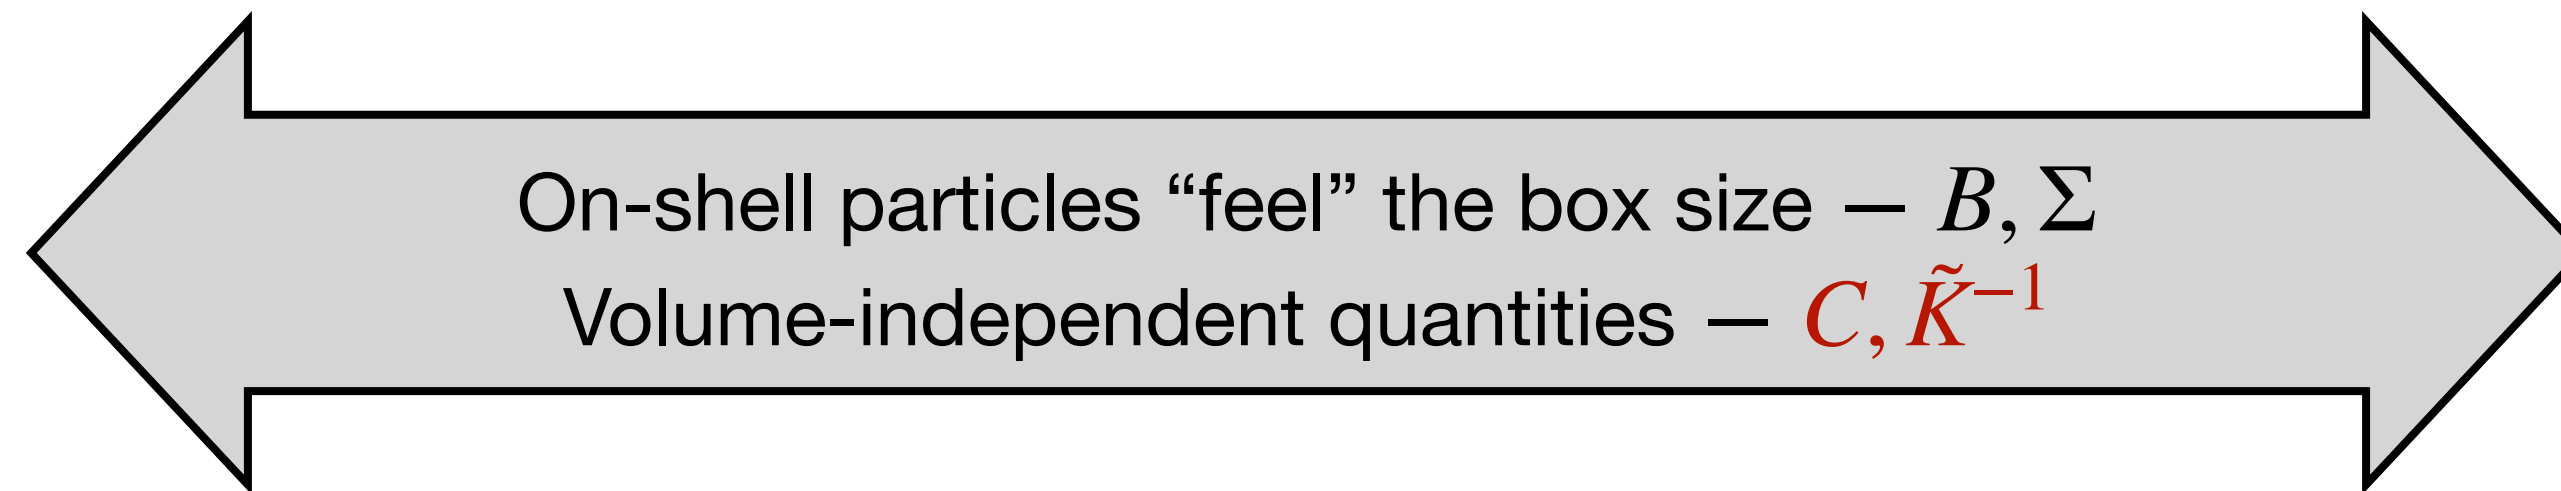 On-shell particles “feel” the box size — B, Σ
Volume-independent quantities — C, K̃⁻¹